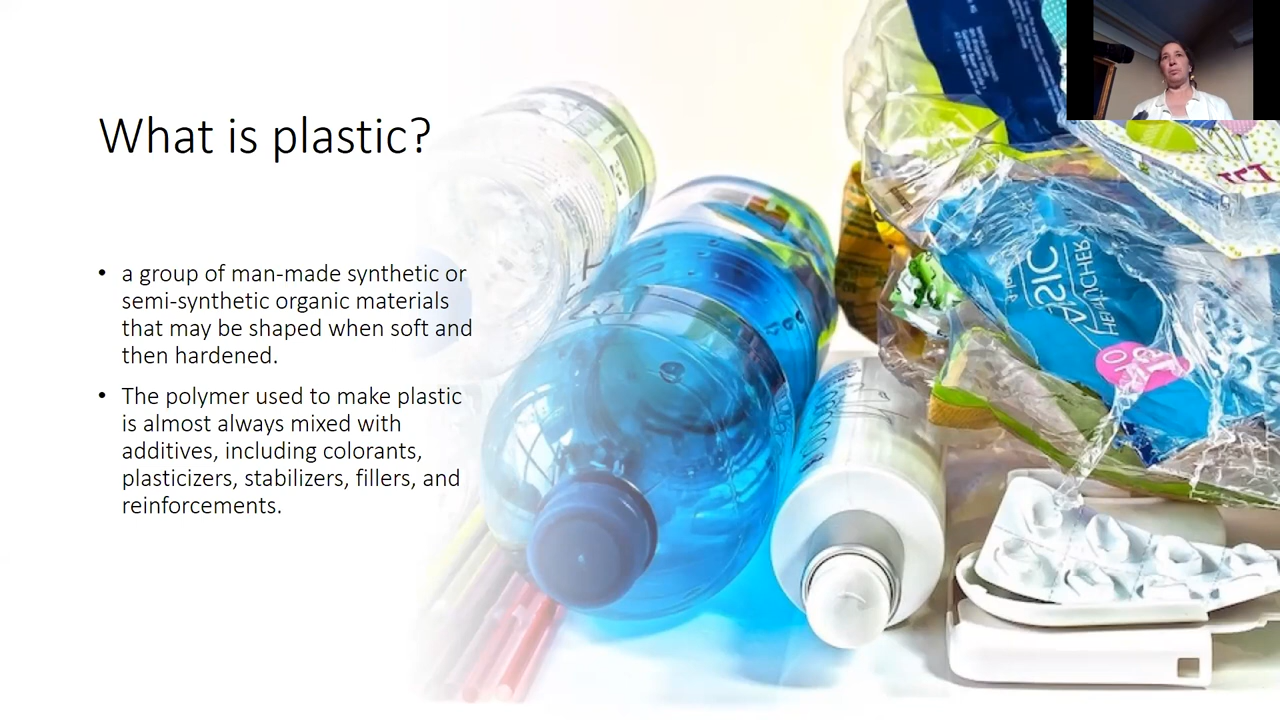 What is plastic?
• a group of man-made synthetic or
semi-synthetic organic materials
that may be shaped when soft and
then hardened.
• The polymer used to make plastic
is almost always mixed with
additives, including colorants,
plasticizers, stabilizers, fillers, and
reinforcements.